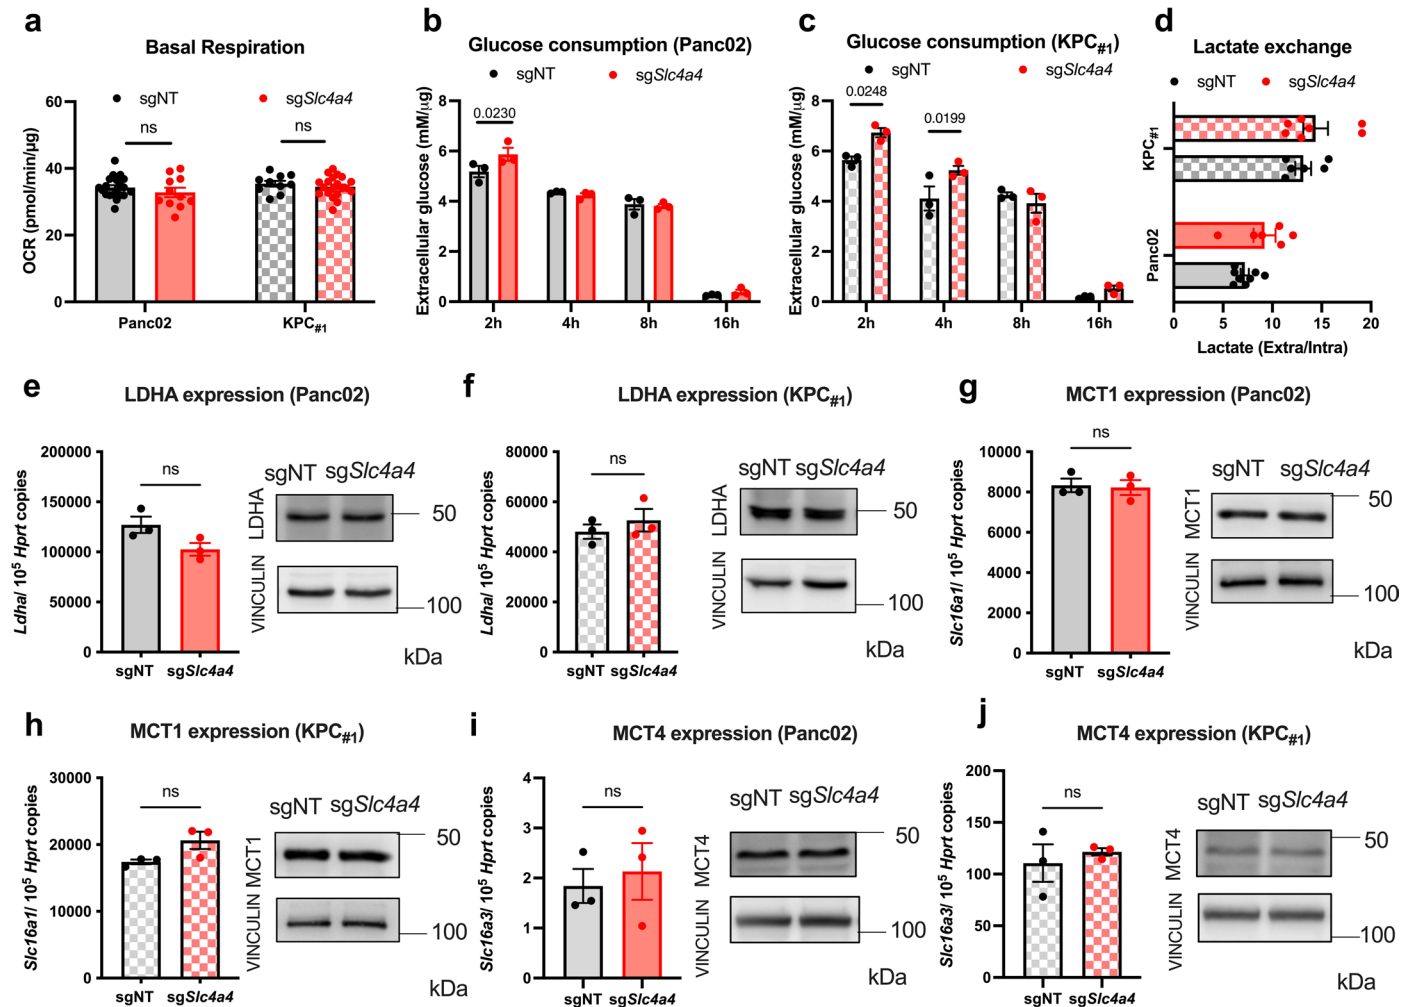 a
Basal Respiration
sgNT
sgSlc4a4
ns
ns
OCR (pmol/min/µg)
60
40
20
0
Panc02
KPC#1
b
Glucose consumption (Panc02)
sgNT
sgSlc4a4
0.0230
Extracellular glucose (mM/µg)
8
6
4
2
0
2h
4h
8h
16h
c
Glucose consumption (KPC#1)
sgNT
sgSlc4a4
0.0248
0.0199
Extracellular glucose (mM/µg)
8
6
4
2
0
2h
4h
8h
16h
d
Lactate exchange
sgNT
sgSlc4a4
KPC#1
Panc02
0
5
10
15
20
Lactate (Extra/Intra)
e
LDHA expression (Panc02)
Ldha/ 10⁵ Hprt copies
200000
150000
100000
50000
0
ns
sgNT
sgSlc4a4
sgNT
sgSlc4a4
LDHA
50
VINCULIN
100
kDa
f
LDHA expression (KPC#1)
Ldha/ 10⁵ Hprt copies
80000
60000
40000
20000
0
ns
sgNT
sgSlc4a4
sgNT
sgSlc4a4
LDHA
50
VINCULIN
100
kDa
g
MCT1 expression (Panc02)
Slc16a1/ 10⁵ Hprt copies
10000
8000
6000
4000
2000
0
ns
sgNT
sgSlc4a4
sgNT
sgSlc4a4
MCT1
50
VINCULIN
100
kDa
h
MCT1 expression (KPC#1)
Slc16a1/ 10⁵ Hprt copies
30000
20000
10000
0
ns
sgNT
sgSlc4a4
sgNT
sgSlc4a4
MCT1
50
VINCULIN
100
kDa
i
MCT4 expression (Panc02)
Slc16a3/ 10⁵ Hprt copies
4
3
2
1
0
ns
sgNT
sgSlc4a4
sgNT
sgSlc4a4
MCT4
50
VINCULIN
100
kDa
j
MCT4 expression (KPC#1)
Slc16a3/ 10⁵ Hprt copies
200
150
100
50
0
ns
sgNT
sgSlc4a4
sgNT
sgSlc4a4
MCT4
50
VINCULIN
100
kDa